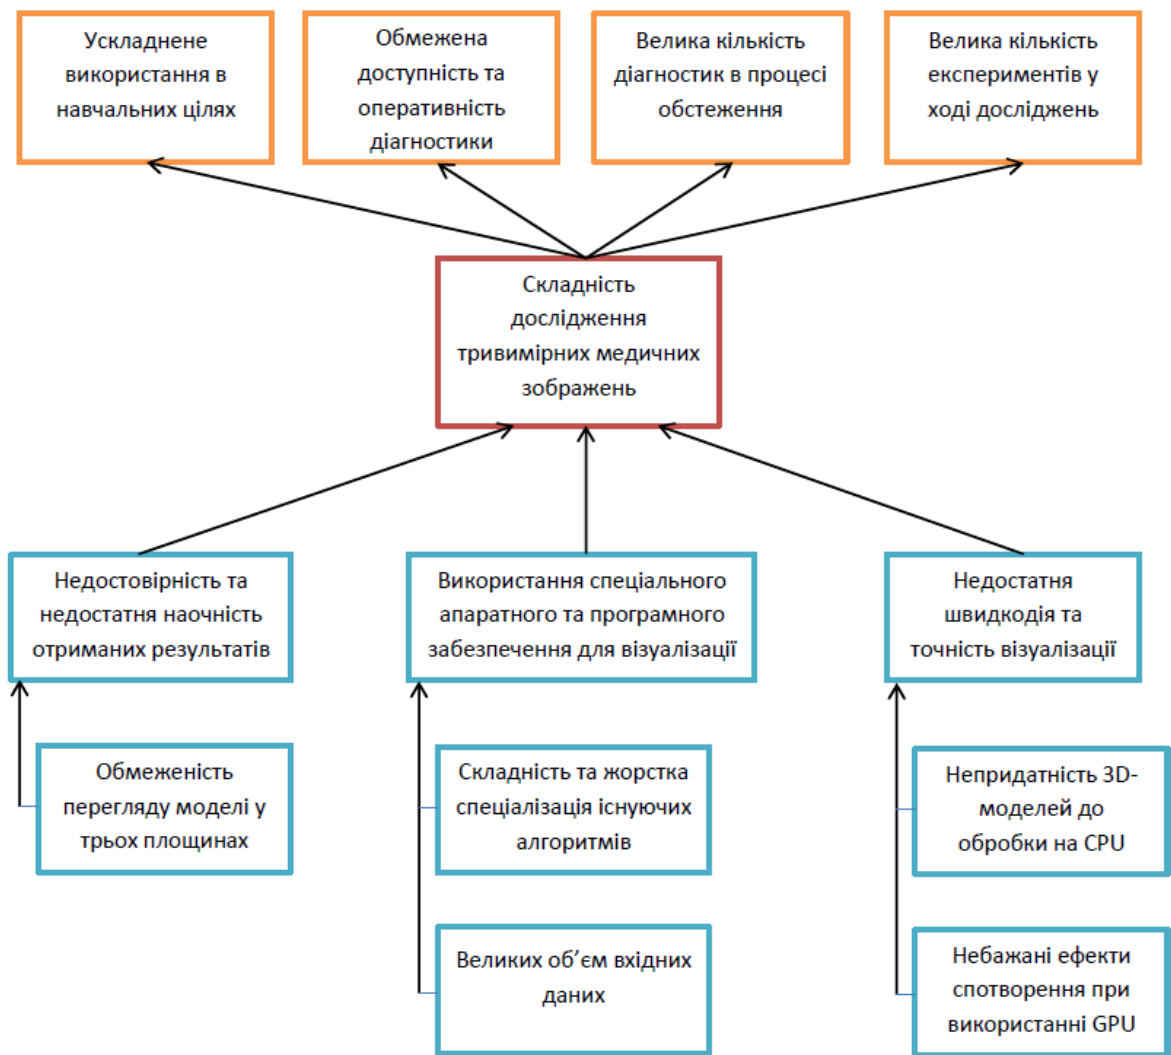 Ускладнене
використання в
навчальних цілях
Обмежена
доступність та
оперативність
діагностики
Велика кількість
діагностик в процесі
обстеження
Велика кількість
експериментів у
ході досліджень
Складність
дослідження
тривимірних медичних
зображень
Недостовірність та
недостатня наочність
отриманих результатів
Використання спеціального
апаратного та програмного
забезпечення для візуалізації
Недостатня
швидкодія та
точність візуалізації
Обмеженість
перегляду моделі у
трьох площинах
Складність та жорстка
спеціалізація існуючих
алгоритмів
Непридатність 3D-
моделей до
обробки на CPU
Великих об’єм вхідних
даних
Небажані ефекти
спотворення при
використанні GPU